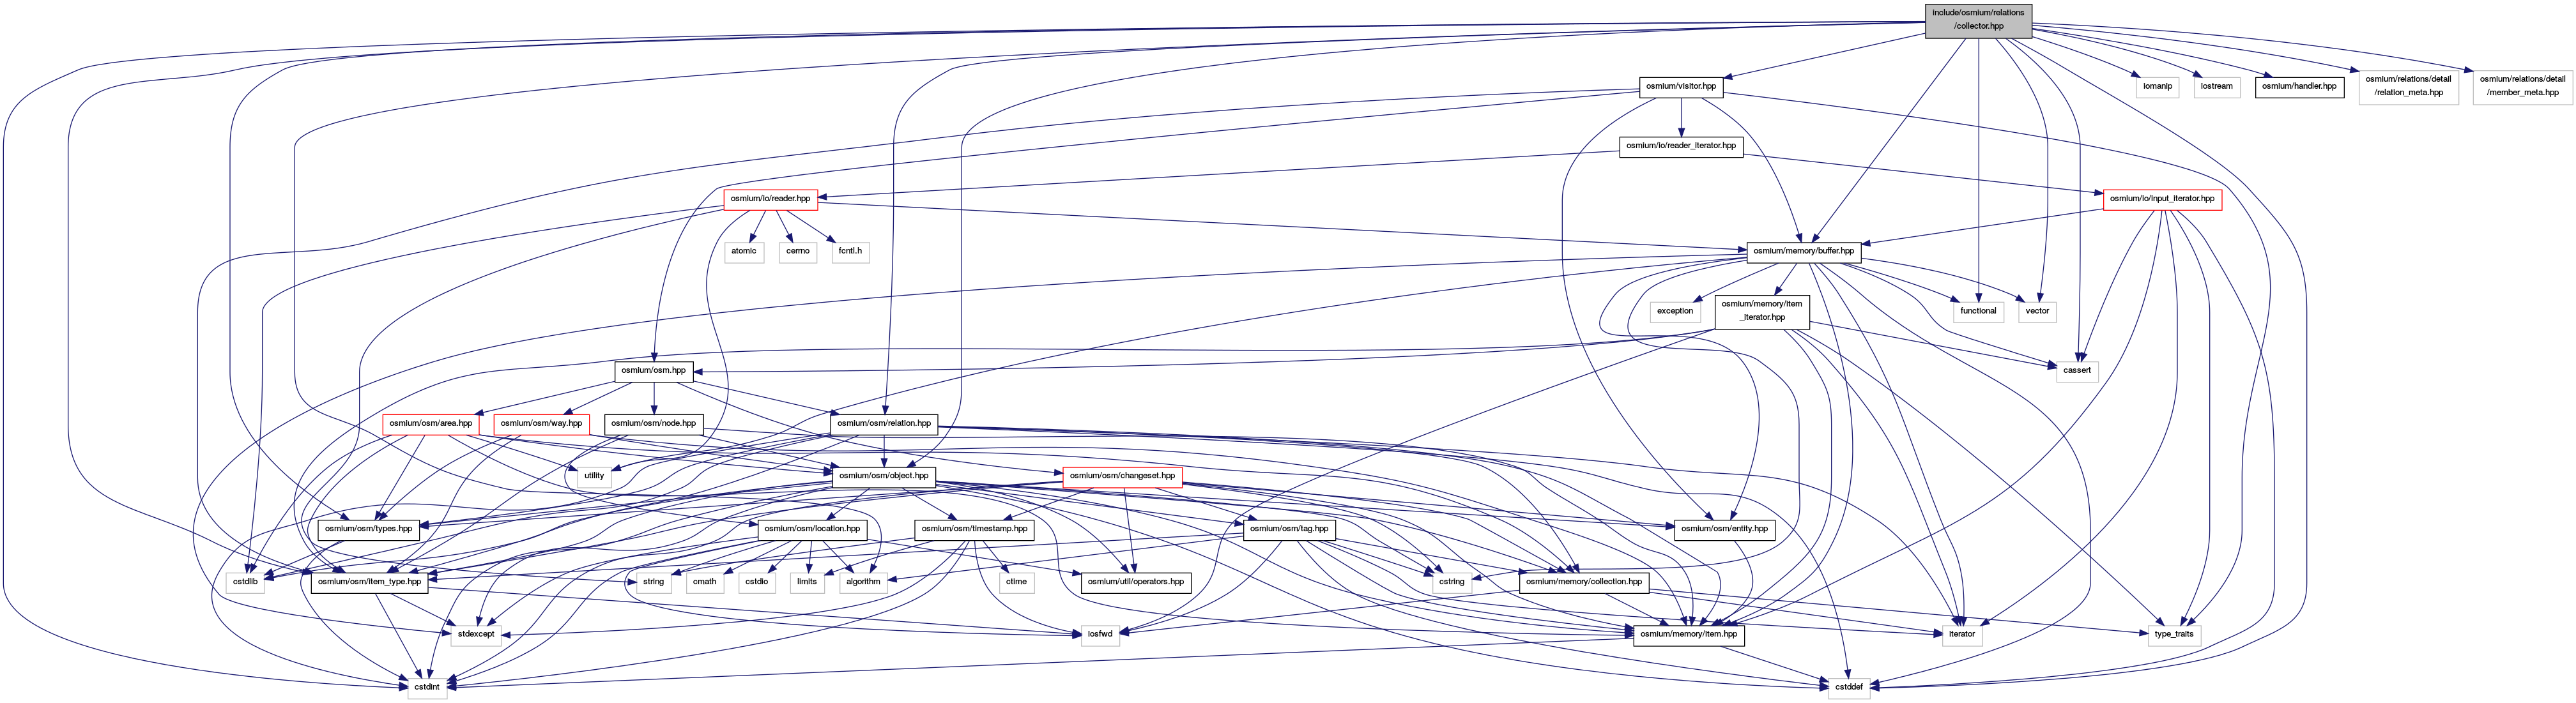 include/osmium/relations
/collector.hpp
osmium/visitor.hpp
iomanip
iostream
osmium/handler.hpp
osmium/relations/detail
/relation_meta.hpp
osmium/relations/detail
/member_meta.hpp
osmium/io/reader_iterator.hpp
osmium/io/reader.hpp
osmium/io/input_iterator.hpp
atomic
cerrno
fcntl.h
osmium/memory/buffer.hpp
exception
osmium/memory/item
_iterator.hpp
functional
vector
osmium/osm.hpp
cassert
osmium/osm/area.hpp
osmium/osm/way.hpp
osmium/osm/node.hpp
osmium/osm/relation.hpp
utility
osmium/osm/object.hpp
osmium/osm/changeset.hpp
osmium/osm/types.hpp
osmium/osm/location.hpp
osmium/osm/timestamp.hpp
osmium/osm/tag.hpp
osmium/osm/entity.hpp
cstdlib
osmium/osm/item_type.hpp
string
cmath
cstdio
limits
algorithm
ctime
osmium/util/operators.hpp
cstring
osmium/memory/collection.hpp
stdexcept
iosfwd
osmium/memory/item.hpp
iterator
type_traits
cstdint
cstddef